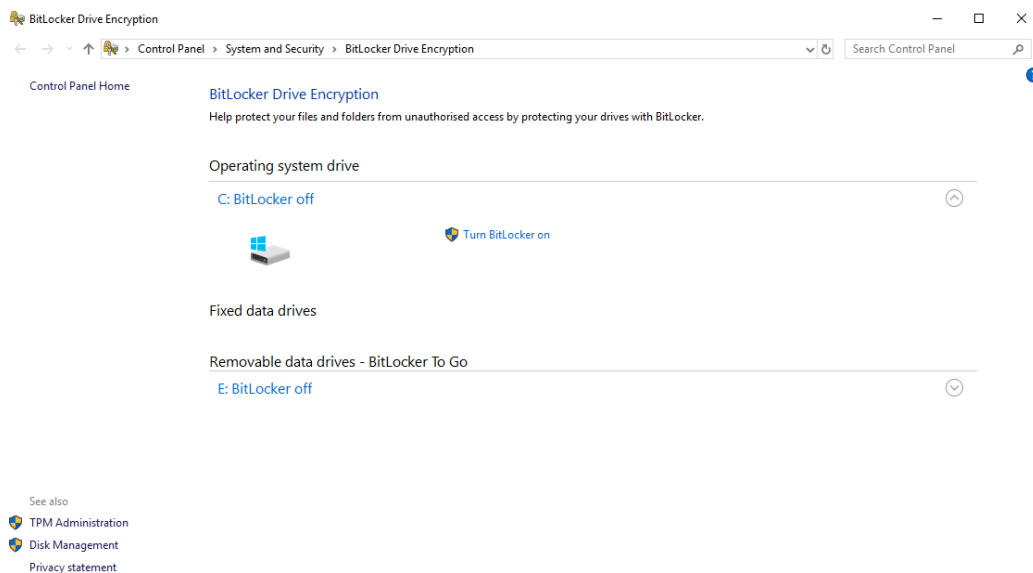 BitLocker Drive Encryption
Control Panel > System and Security > BitLocker Drive Encryption
Search Control Panel
Control Panel Home
BitLocker Drive Encryption
Help protect your files and folders from unauthorised access by protecting your drives with BitLocker.
Operating system drive
C: BitLocker off
Turn BitLocker on
Fixed data drives
Removable data drives - BitLocker To Go
E: BitLocker off
See also
TPM Administration
Disk Management
Privacy statement